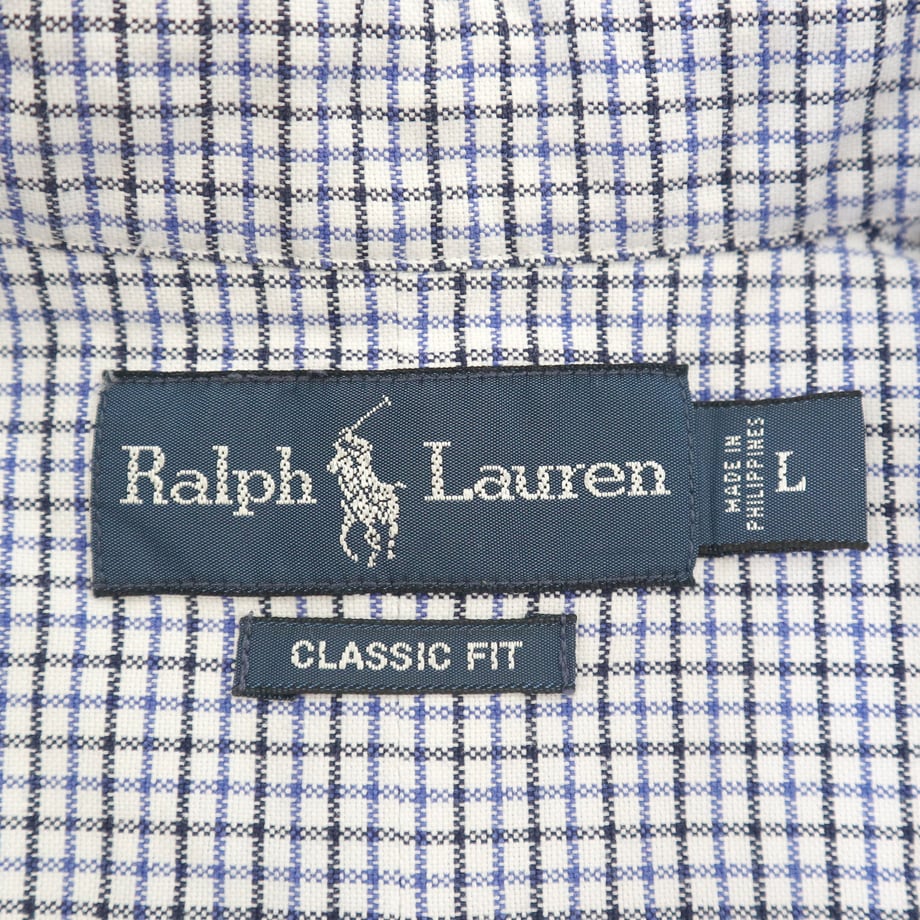 Ralph Lauren
MADE IN
PHILIPPINES
L
CLASSIC FIT